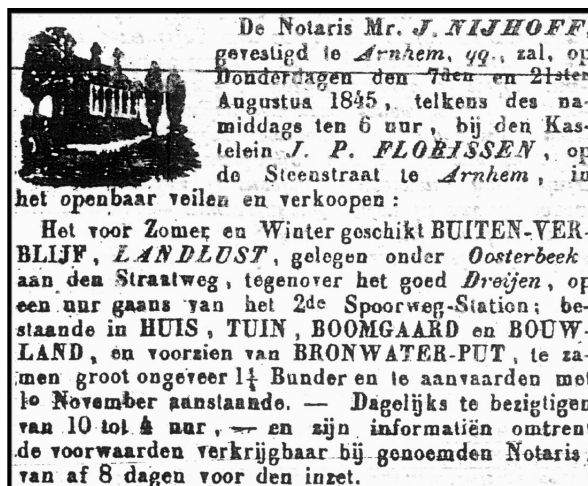 De Notaris Mr. J. NIJHOFF,
gevestigd te Arnhem, qq., zal, op
Donderdagen den 7den en 21sten
Augustus 1845, telkens des na-
middags ten 6 uur, bij den Kas-
telein J. P. FLORISSEN, op
de Steenstraat te Arnhem, in
het openbaar veilen en verkoopen:
Het voor Zomer en Winter geschikt BUITEN-VER-
BLIJF, LANDLUST, gelegen onder Oosterbeek
aan den Straatweg, tegenover het goed Dreijen, op
een uur gaans van het 2de Spoorweg-Station; be-
staande in HUIS, TUIN, BOOMGAARD en BOUW-
LAND, en voorzien van BRONWATER-PUT, te za-
men groot ongeveer 1¼ Bunder en te aanvaarden met
1o November aanstaande. — Dagelijks te bezigtigen
van 10 tot 4 uur, — en zijn informatiën omtrent
de voorwaarden verkrijgbaar bij genoemden Notaris,
van af 8 dagen voor den inzet.